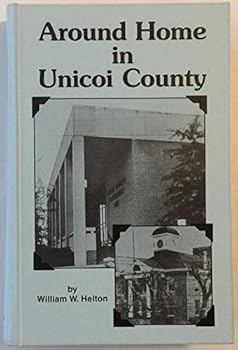 Around Home
in
Unicoi County
by
William W. Helton